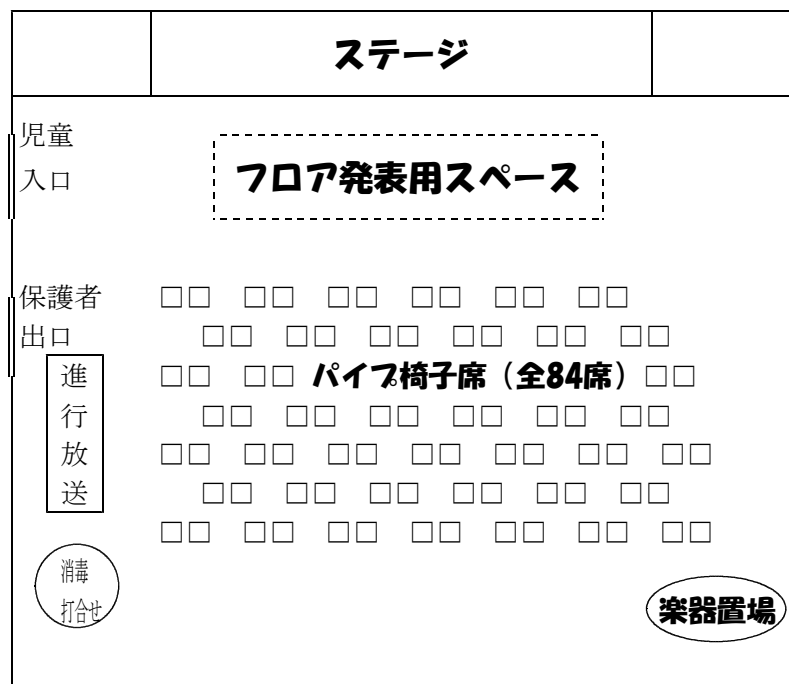 ステージ
児童
入口
フロア発表用スペース
保護者
出口
□□ □□ □□ □□ □□ □□
□□ □□ □□ □□ □□ □□
□□ □□ パイプ椅子席（全84席）□□
□□ □□ □□ □□ □□ □□
□□ □□ □□ □□ □□ □□ □□
□□ □□ □□ □□ □□ □□
□□ □□ □□ □□ □□ □□ □□
進
行
放
送
消毒
打合せ
楽器置場